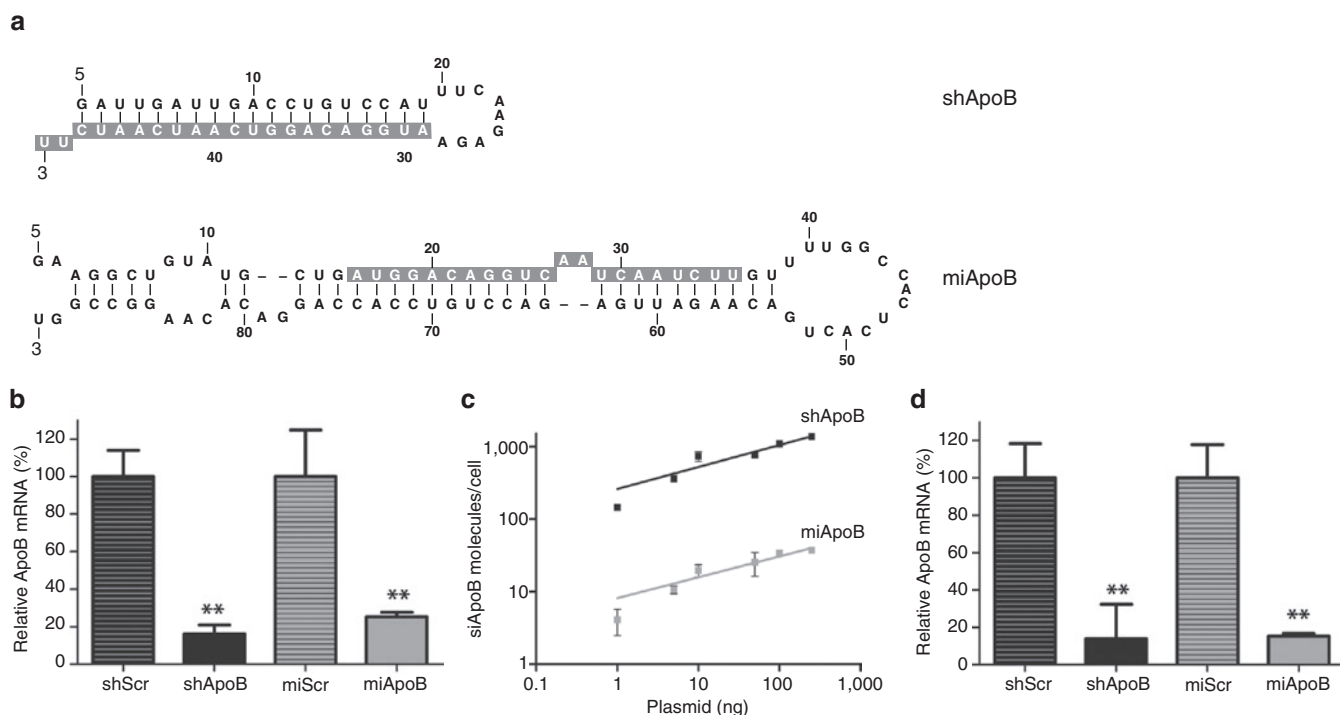 a
5 10 20
G A U U G A U U G A C C U G U C C A U U U C A A G A G A
shApoB
U U C U A A C U A A C U G G A C A G G U A
3 40 30
5 10 20 30 40
G A A G G C U G U A U G – – C U G A U G G A C A G G U C A A U C A A U C U U G U U U U G G C C A C U
miApoB
3 80 70 60 50
b
Relative ApoB mRNA (%)
120
100
80
60
40
20
0
** **
shScr shApoB miScr miApoB
c
siApoB molecules/cell
1,000
100
10
1
shApoB
miApoB
0.1 1 10 100 1,000
Plasmid (ng)
d
Relative ApoB mRNA (%)
120
100
80
60
40
20
0
** **
shScr shApoB miScr miApoB